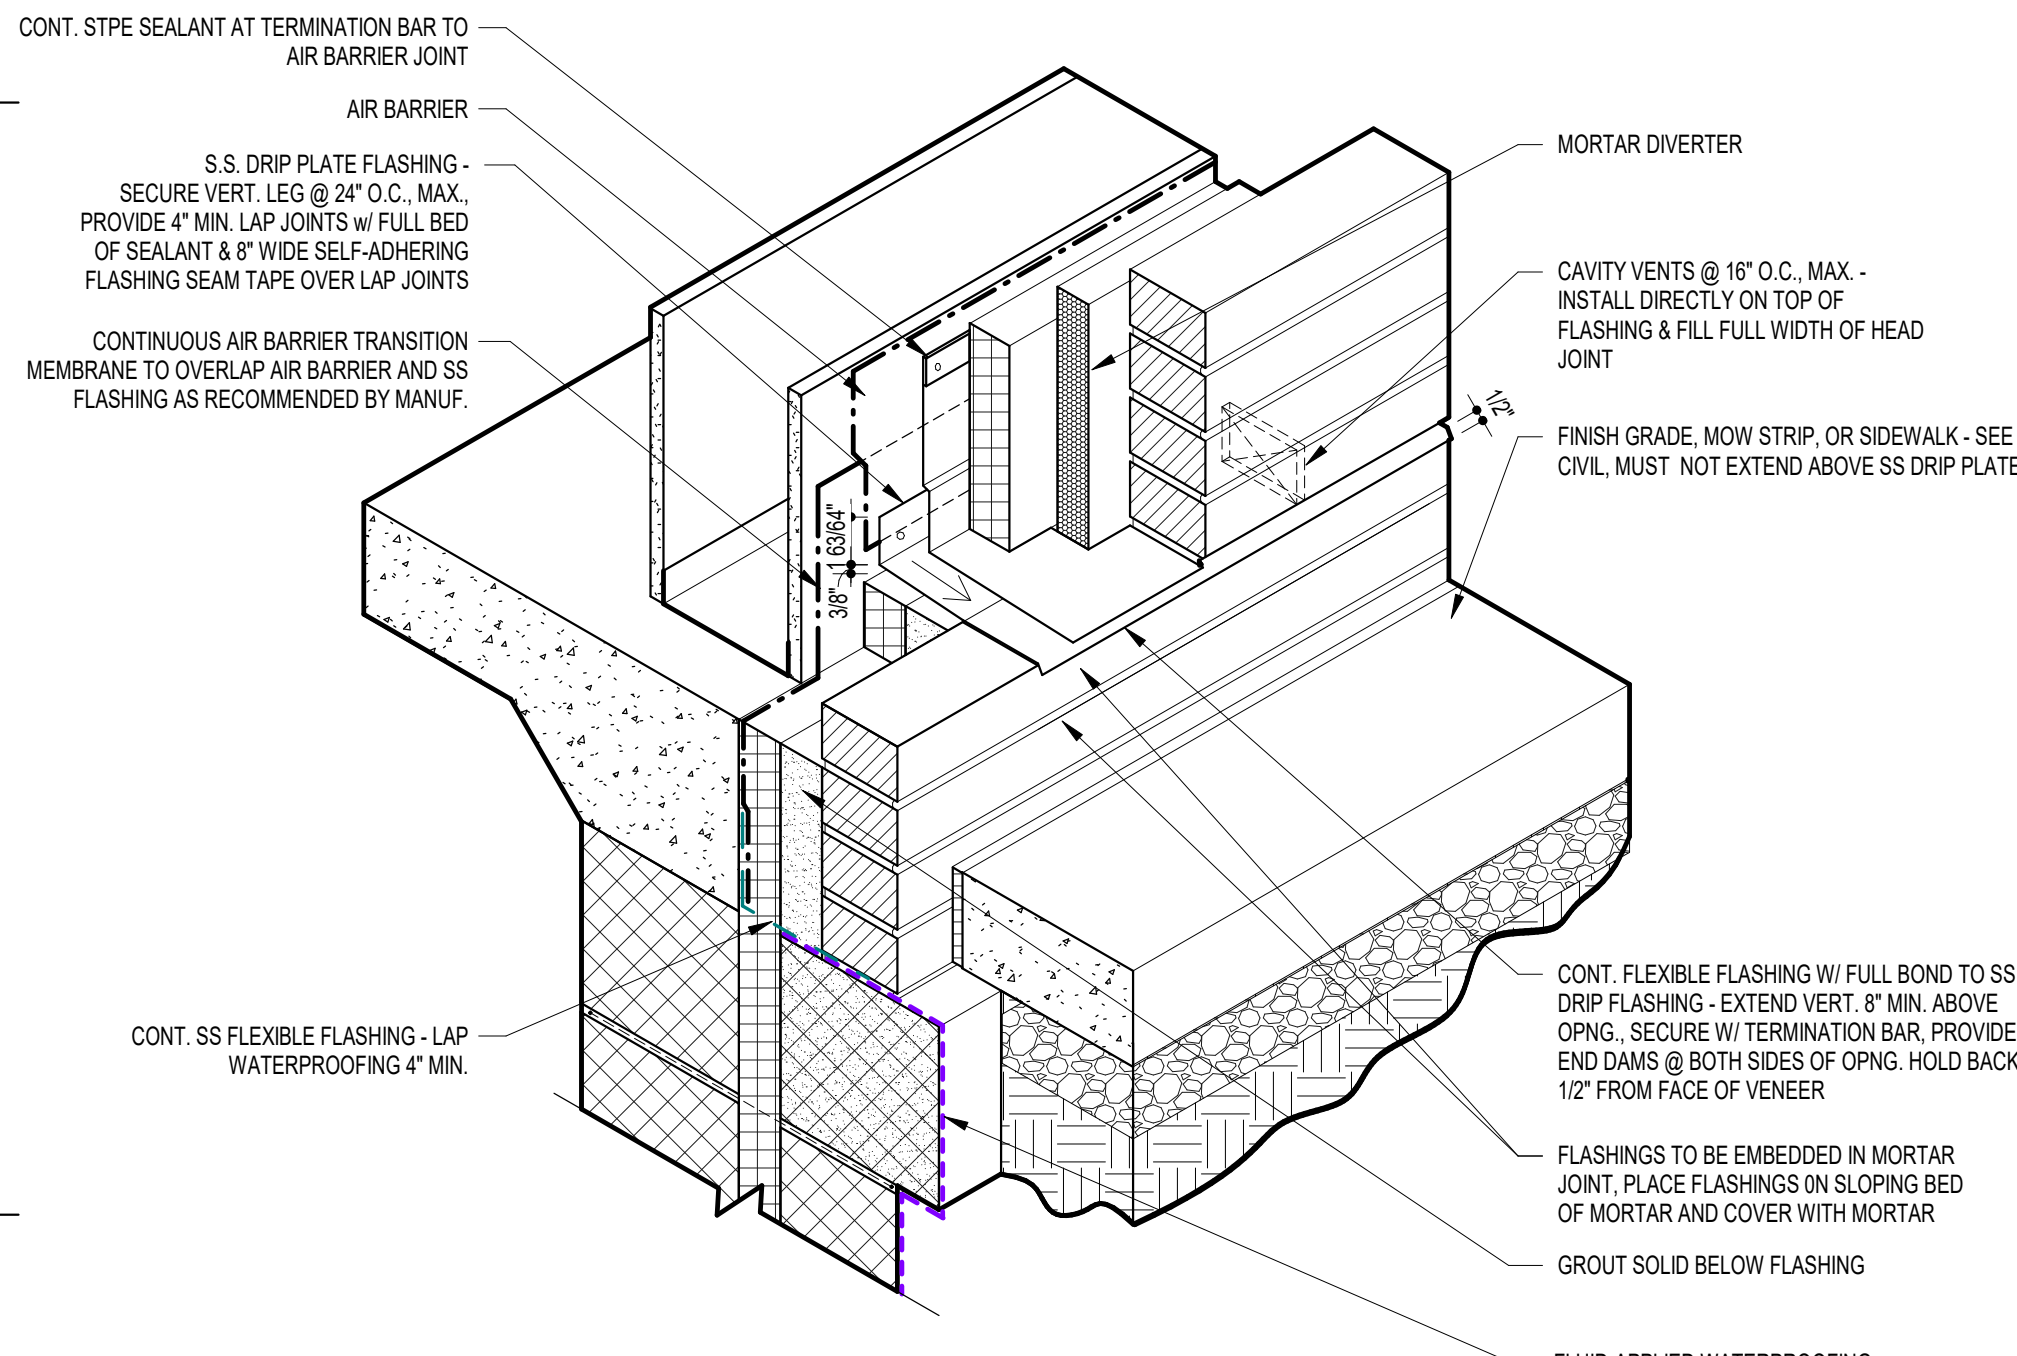 CONT. STPE SEALANT AT TERMINATION BAR TO
AIR BARRIER JOINT
AIR BARRIER
S.S. DRIP PLATE FLASHING -
SECURE VERT. LEG @ 24" O.C., MAX.,
PROVIDE 4" MIN. LAP JOINTS w/ FULL BED
OF SEALANT & 8" WIDE SELF-ADHERING
FLASHING SEAM TAPE OVER LAP JOINTS
CONTINUOUS AIR BARRIER TRANSITION
MEMBRANE TO OVERLAP AIR BARRIER AND SS
FLASHING AS RECOMMENDED BY MANUF.
1 63/64"
3/8"
CONT. SS FLEXIBLE FLASHING - LAP
WATERPROOFING 4" MIN.
MORTAR DIVERTER
CAVITY VENTS @ 16" O.C., MAX. -
INSTALL DIRECTLY ON TOP OF
FLASHING & FILL FULL WIDTH OF HEAD
JOINT
1/2"
FINISH GRADE, MOW STRIP, OR SIDEWALK - SEE
CIVIL, MUST NOT EXTEND ABOVE SS DRIP PLATE
CONT. FLEXIBLE FLASHING W/ FULL BOND TO SS
DRIP FLASHING - EXTEND VERT. 8" MIN. ABOVE
OPNG., SECURE W/ TERMINATION BAR, PROVIDE
END DAMS @ BOTH SIDES OF OPNG. HOLD BACK
1/2" FROM FACE OF VENEER
FLASHINGS TO BE EMBEDDED IN MORTAR
JOINT, PLACE FLASHINGS 0N SLOPING BED
OF MORTAR AND COVER WITH MORTAR
GROUT SOLID BELOW FLASHING
FLUID APPLIED WATERPROOFING